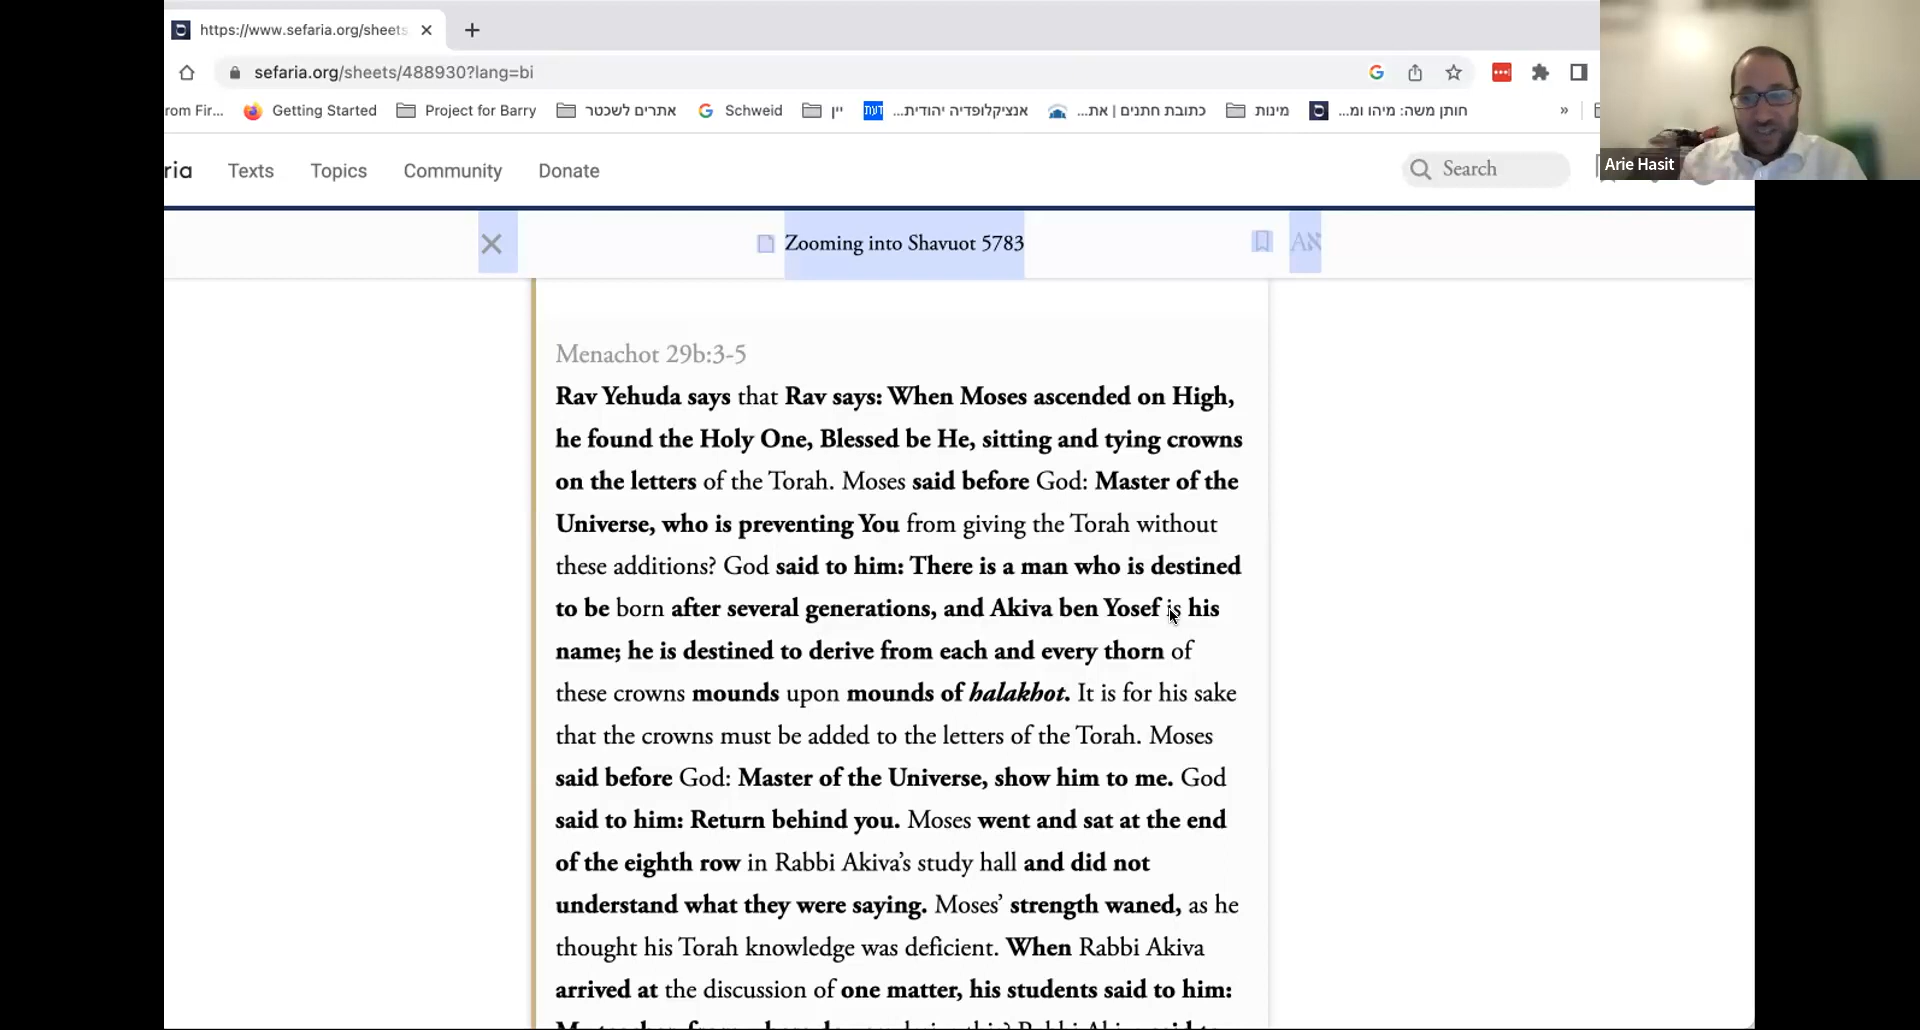 https://www.sefaria.org/sheets
sefaria.org/sheets/488930?lang=bi
rom Fir...
Getting Started
Project for Barry
אתרים לשכטר
Schweid
יין
דעת
אנציקלופדיה יהודית...
כתובת חתנים | את...
מינות
חותן משה: מיהו ומ...
»
Arie Hasit
ria
Texts
Topics
Community
Donate
Search
Zooming into Shavuot 5783
Aא
Menachot 29b:3-5
Rav Yehuda says that Rav says: When Moses ascended on High,
he found the Holy One, Blessed be He, sitting and tying crowns
on the letters of the Torah. Moses said before God: Master of the
Universe, who is preventing You from giving the Torah without
these additions? God said to him: There is a man who is destined
to be born after several generations, and Akiva ben Yosef is his
name; he is destined to derive from each and every thorn of
these crowns mounds upon mounds of halakhot. It is for his sake
that the crowns must be added to the letters of the Torah. Moses
said before God: Master of the Universe, show him to me. God
said to him: Return behind you. Moses went and sat at the end
of the eighth row in Rabbi Akiva’s study hall and did not
understand what they were saying. Moses’ strength waned, as he
thought his Torah knowledge was deficient. When Rabbi Akiva
arrived at the discussion of one matter, his students said to him: